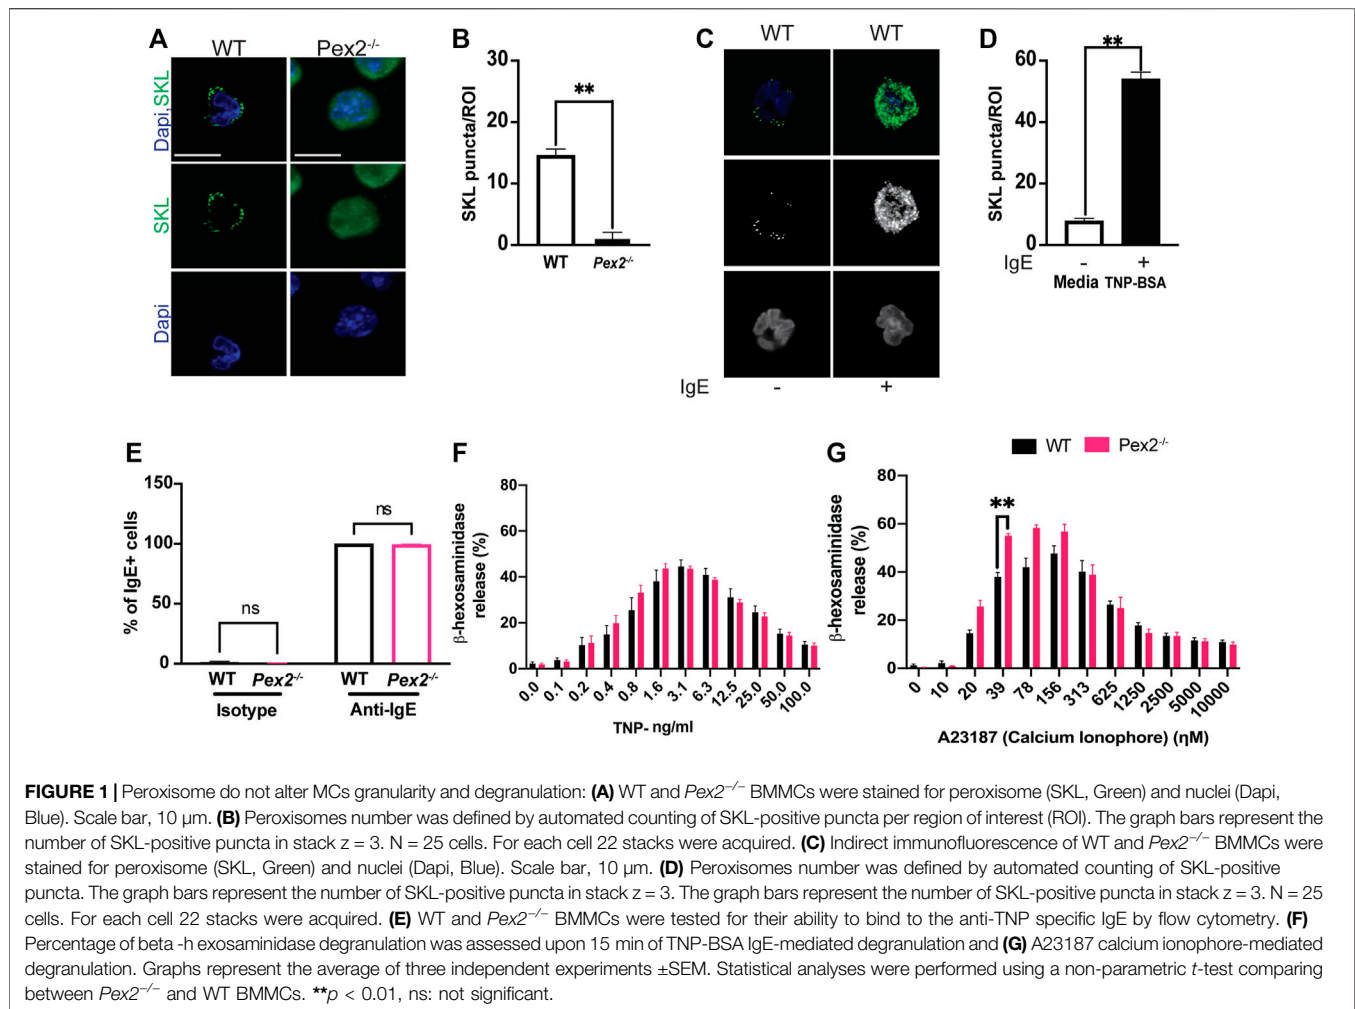 A
WT
Pex2-/-
Dapi,SKL
SKL
Dapi
B
SKL puncta/ROI
30
20
10
0
**
WT
Pex2-/-
C
WT
WT
IgE
-
+
D
SKL puncta/ROI
60
40
20
0
**
IgE
-
+
Media
TNP-BSA
E
% of IgE+ cells
150
100
50
0
ns
ns
WT
Pex2-/-
WT
Pex2-/-
Isotype
Anti-IgE
F
β-hexosaminidase
release (%)
80
60
40
20
0
0.0
0.1
0.2
0.4
0.8
1.6
3.1
6.3
12.5
25.0
50.0
100.0
TNP- ng/ml
G
WT
Pex2-/-
β-hexosaminidase
release (%)
80
60
40
20
0
**
0
10
20
39
78
156
313
625
1250
2500
5000
10000
A23187 (Calcium Ionophore) (ηM)
FIGURE 1 | Peroxisome do not alter MCs granularity and degranulation: (A) WT and Pex2−/− BMMCs were stained for peroxisome (SKL, Green) and nuclei (Dapi,
Blue). Scale bar, 10 μm. (B) Peroxisomes number was defined by automated counting of SKL-positive puncta per region of interest (ROI). The graph bars represent the
number of SKL-positive puncta in stack z = 3. N = 25 cells. For each cell 22 stacks were acquired. (C) Indirect immunofluorescence of WT and Pex2−/− BMMCs were
stained for peroxisome (SKL, Green) and nuclei (Dapi, Blue). Scale bar, 10 μm. (D) Peroxisomes number was defined by automated counting of SKL-positive
puncta. The graph bars represent the number of SKL-positive puncta in stack z = 3. The graph bars represent the number of SKL-positive puncta in stack z = 3. N = 25
cells. For each cell 22 stacks were acquired. (E) WT and Pex2−/− BMMCs were tested for their ability to bind to the anti-TNP specific IgE by flow cytometry. (F)
Percentage of beta -h exosaminidase degranulation was assessed upon 15 min of TNP-BSA IgE-mediated degranulation and (G) A23187 calcium ionophore-mediated
degranulation. Graphs represent the average of three independent experiments ±SEM. Statistical analyses were performed using a non-parametric t-test comparing
between Pex2−/− and WT BMMCs. **p < 0.01, ns: not significant.